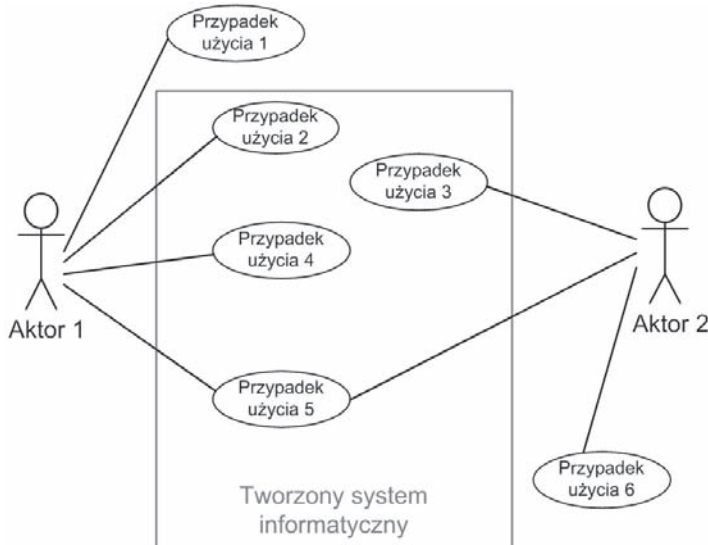 Przypadek
użycia 1
Przypadek
użycia 2
Przypadek
użycia 3
Przypadek
użycia 4
Aktor 1
Aktor 2
Przypadek
użycia 5
Przypadek
użycia 6
Tworzony system
informatyczny